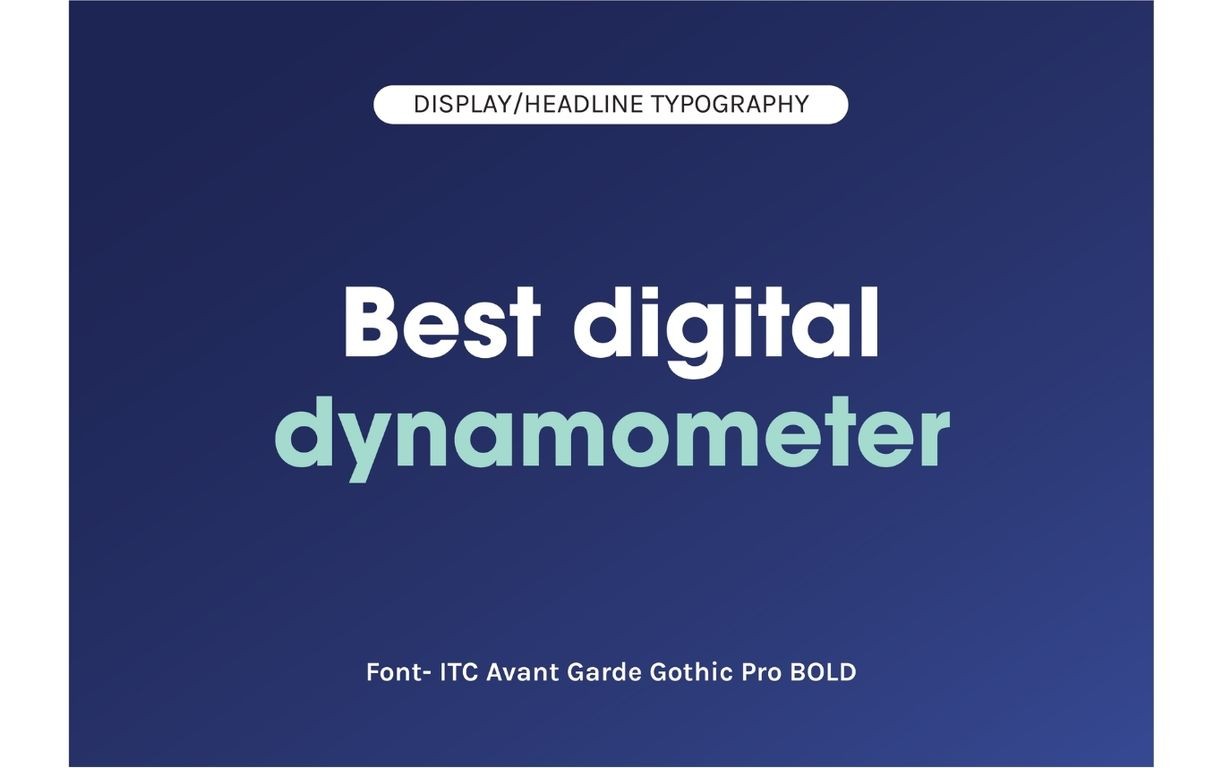 DISPLAY/HEADLINE TYPOGRAPHY
Best digital
dynamometer
Font- ITC Avant Garde Gothic Pro BOLD